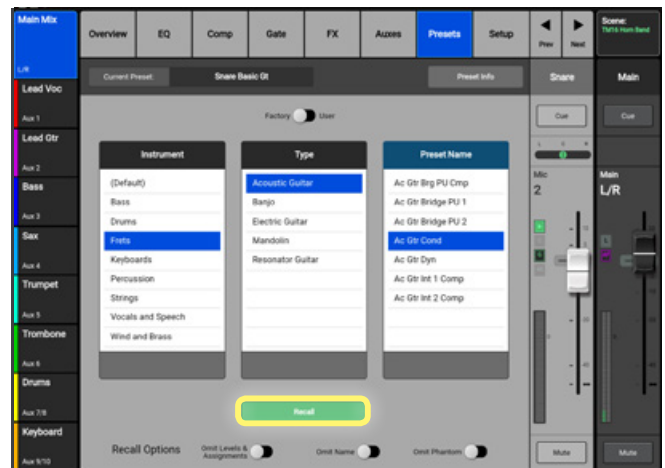 Main Mix
L/R
Overview
EQ
Comp
Gate
FX
Auxes
Presets
Setup
Prev
Next
Scene:
TM16 Horn Band
Current Preset:
Snare Basic Gt
Preset Info
Snare
Main
Lead Voc
Aux 1
Lead Gtr
Aux 2
Bass
Aux 3
Sax
Aux 4
Trumpet
Aux 5
Trombone
Aux 6
Drums
Aux 7/8
Keyboard
Aux 9/10
Factory
User
Instrument
(Default)
Bass
Drums
Frets
Keyboards
Percussion
Strings
Vocals and Speech
Wind and Brass
Type
Acoustic Guitar
Banjo
Electric Guitar
Mandolin
Resonator Guitar
Preset Name
Ac Gtr Brg PU Cmp
Ac Gtr Bridge PU 1
Ac Gtr Bridge PU 2
Ac Gtr Cond
Ac Gtr Dyn
Ac Gtr Int 1 Comp
Ac Gtr Int 2 Comp
Recall
Recall Options
Omit Levels &
Assignments
Omit Name
Omit Phantom
Cue
Mic
2
Mute
Cue
Main
L/R
Mute